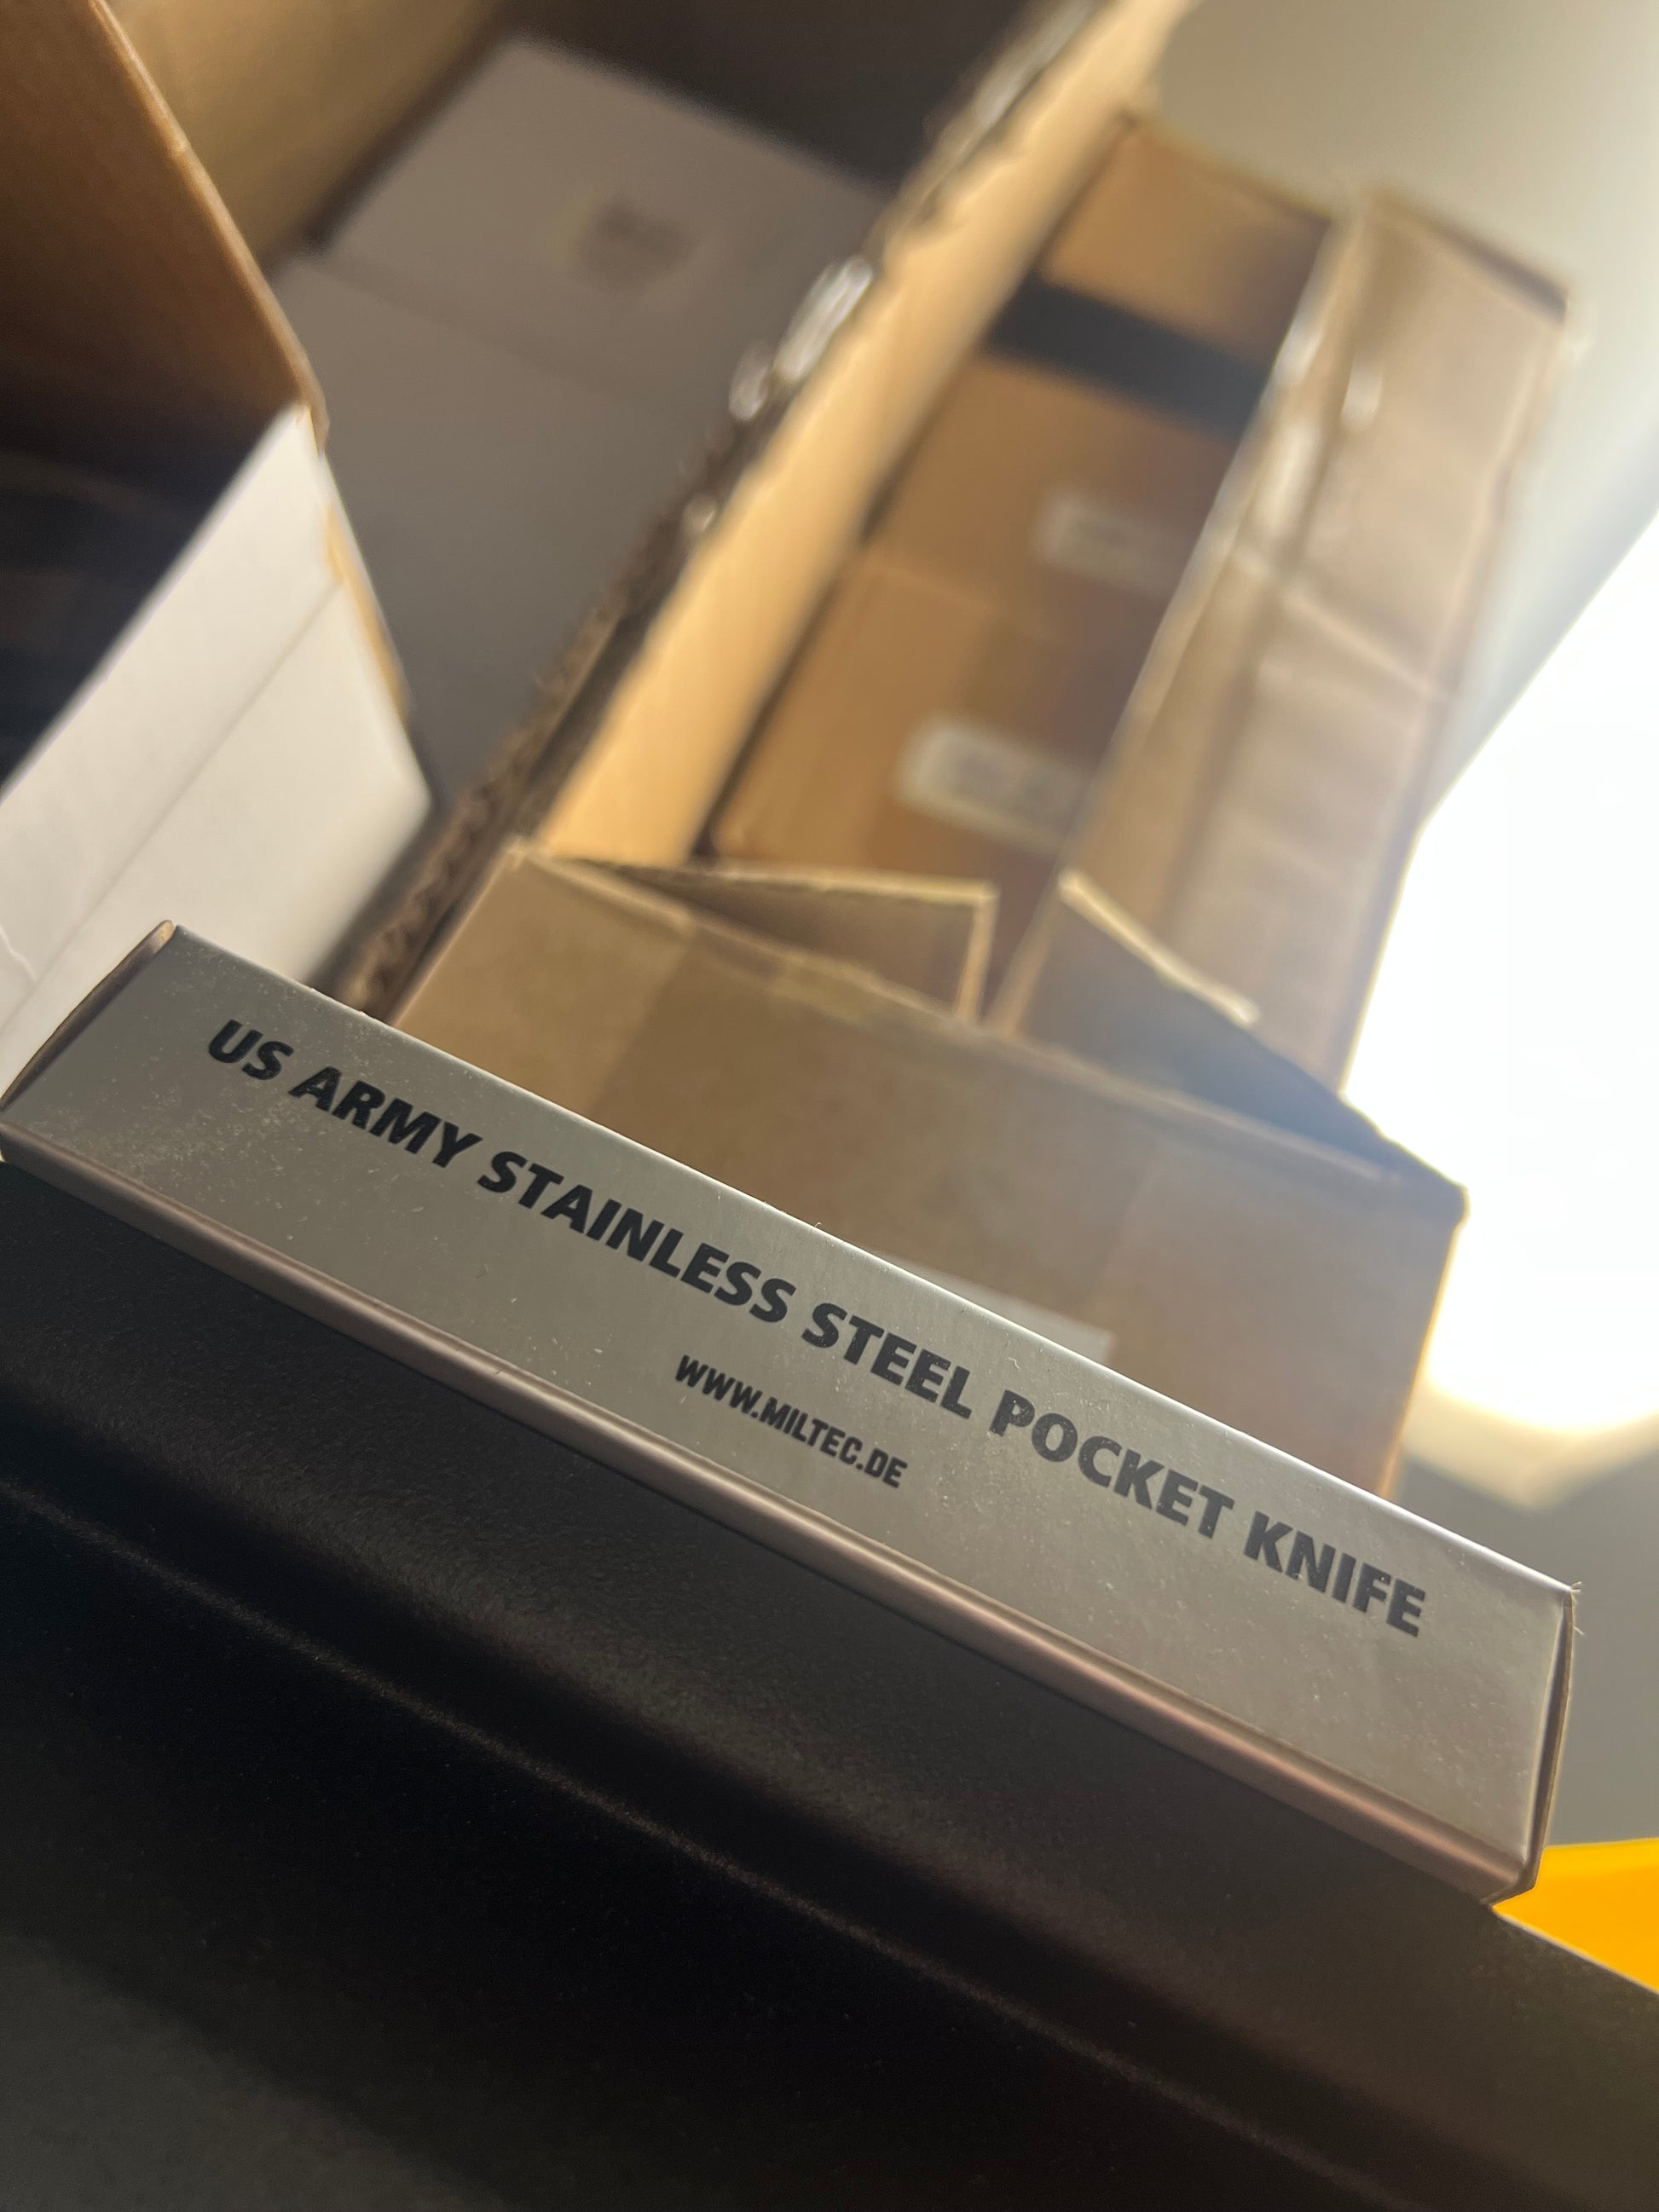 US ARMY STAINLESS STEEL POCKET KNIFE
WWW.MILTEC.DE